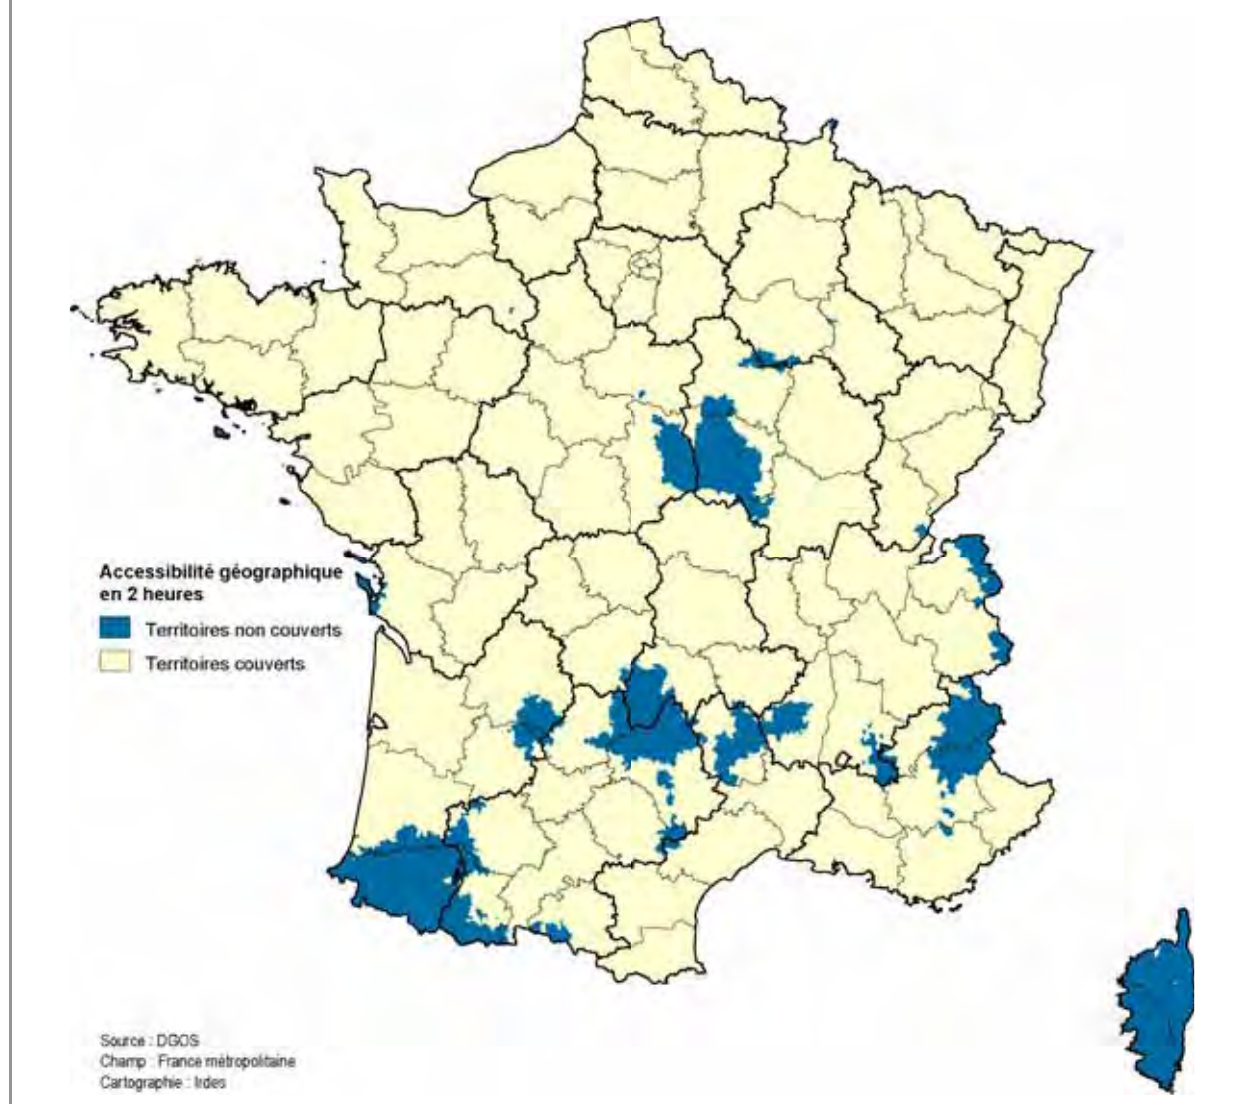 Accessibilité géographique
en 2 heures
Territoires non couverts
Territoires couverts
Source : DGOS
Champ : France métropolitaine
Cartographie : Irdes